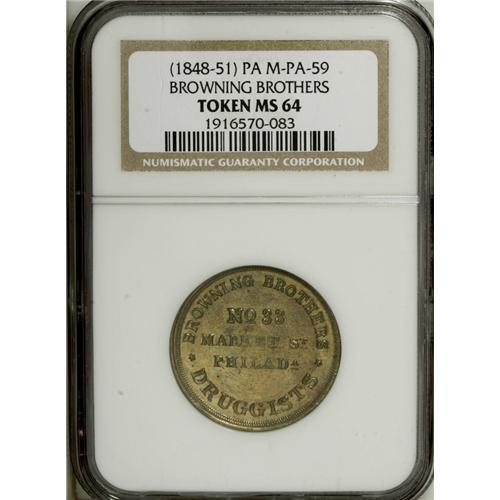 (1848-51) PA M-PA-59
BROWNING BROTHERS
TOKEN MS 64
1916570-083
NUMISMATIC GUARANTY CORPORATION
BROWNING BROTHERS
No 33
MARKET St
PHILADA
* DRUGGISTS *